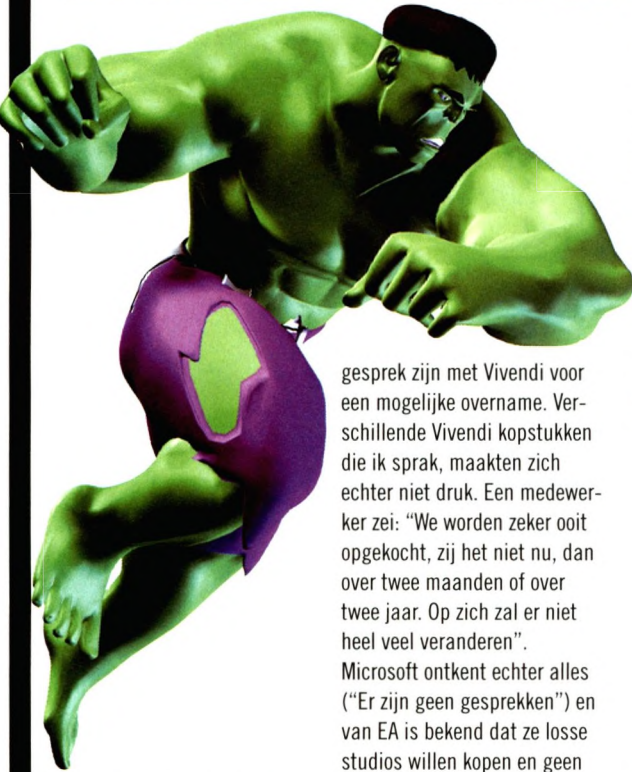 gesprek zijn met Vivendi voor
een mogelijke overname. Ver-
schillende Vivendi kopstukken
die ik sprak, maakten zich
echter niet druk. Een medewer-
ker zei: “We worden zeker ooit
opgekocht, zij het niet nu, dan
over twee maanden of over
twee jaar. Op zich zal er niet
heel veel veranderen”.
Microsoft ontkent echter alles
(“Er zijn geen gesprekken”) en
van EA is bekend dat ze losse
studios willen kopen en geen